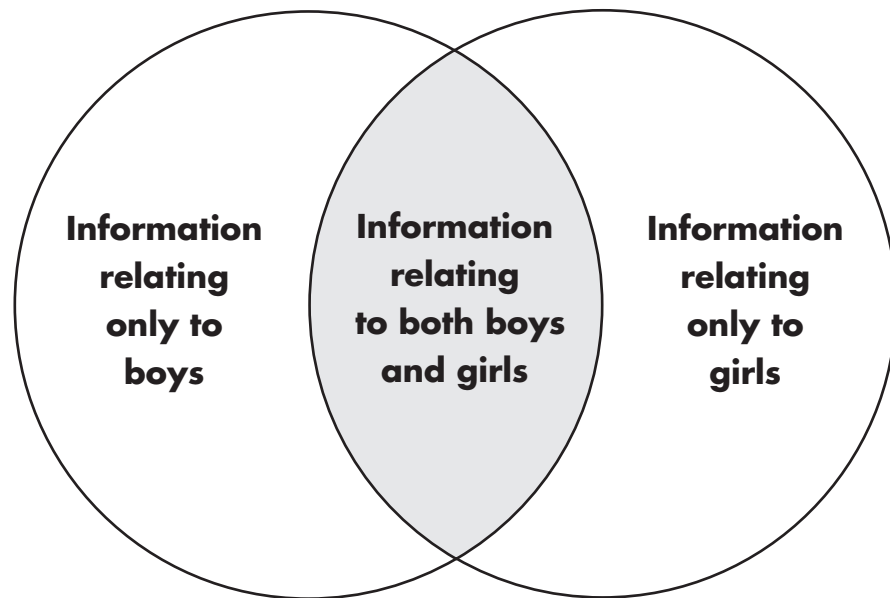 Information
relating
only to
boys
Information
relating
to both boys
and girls
Information
relating
only to
girls